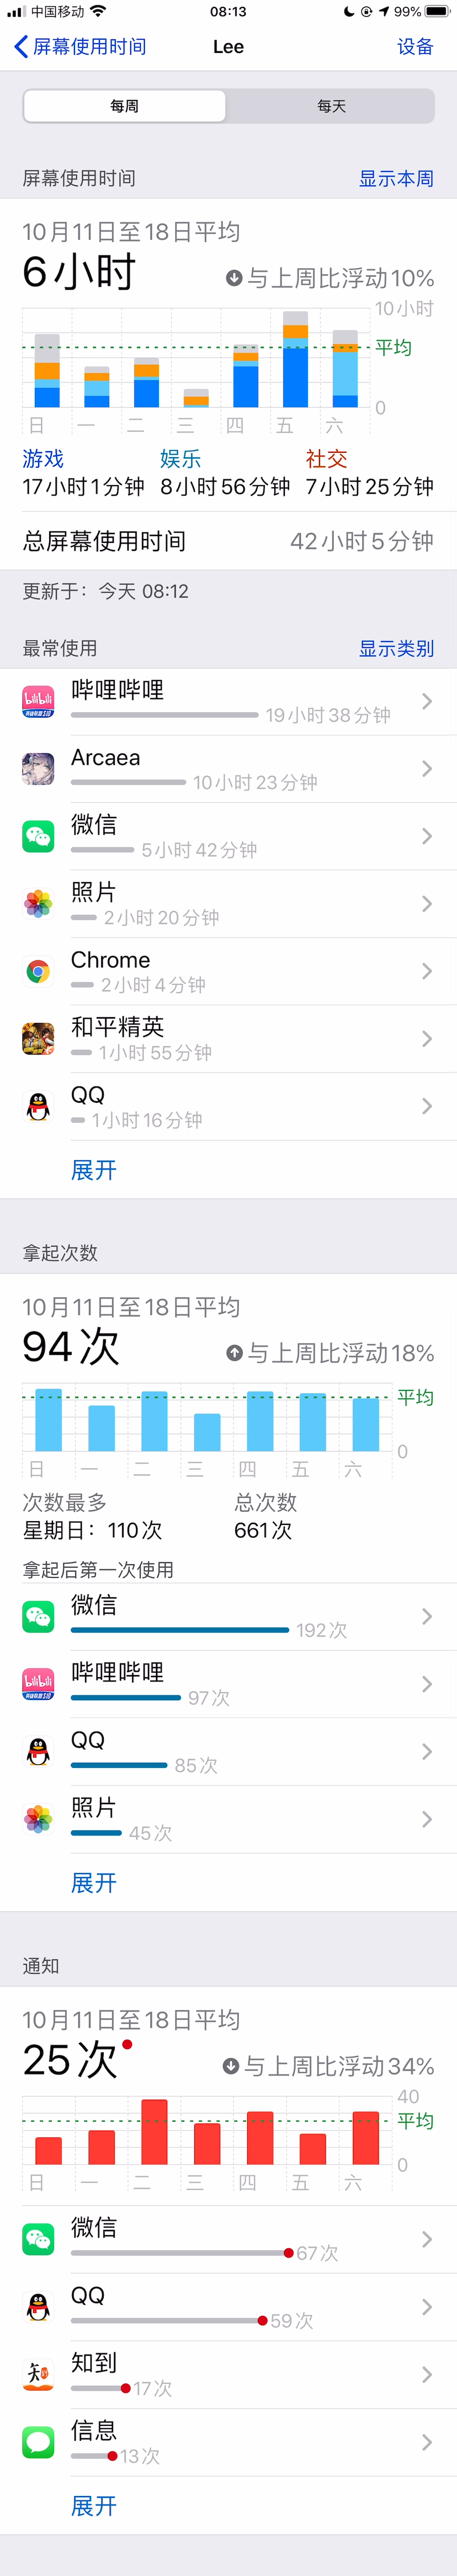 中国移动 08:13 99%
屏幕使用时间 Lee 设备
每周 每天
屏幕使用时间 显示本周
10月11日至18日平均
6小时 与上周比浮动10%
10小时
平均
0
日 一 二 三 四 五 六
游戏 娱乐 社交
17小时1分钟 8小时56分钟 7小时25分钟
总屏幕使用时间 42小时5分钟
更新于：今天 08:12
最常使用 显示类别
哔哩哔哩
19小时38分钟
Arcaea
10小时23分钟
微信
5小时42分钟
照片
2小时20分钟
Chrome
2小时4分钟
和平精英
1小时55分钟
QQ
1小时16分钟
展开
拿起次数
10月11日至18日平均
94次 与上周比浮动18%
平均
0
日 一 二 三 四 五 六
次数最多 总次数
星期日：110次 661次
拿起后第一次使用
微信
192次
bilibili 哔哩哔哩
97次
QQ
85次
照片
45次
展开
通知
10月11日至18日平均
25次 与上周比浮动34%
40
平均
0
日 一 二 三 四 五 六
微信
67次
QQ
59次
知到
17次
信息
13次
展开